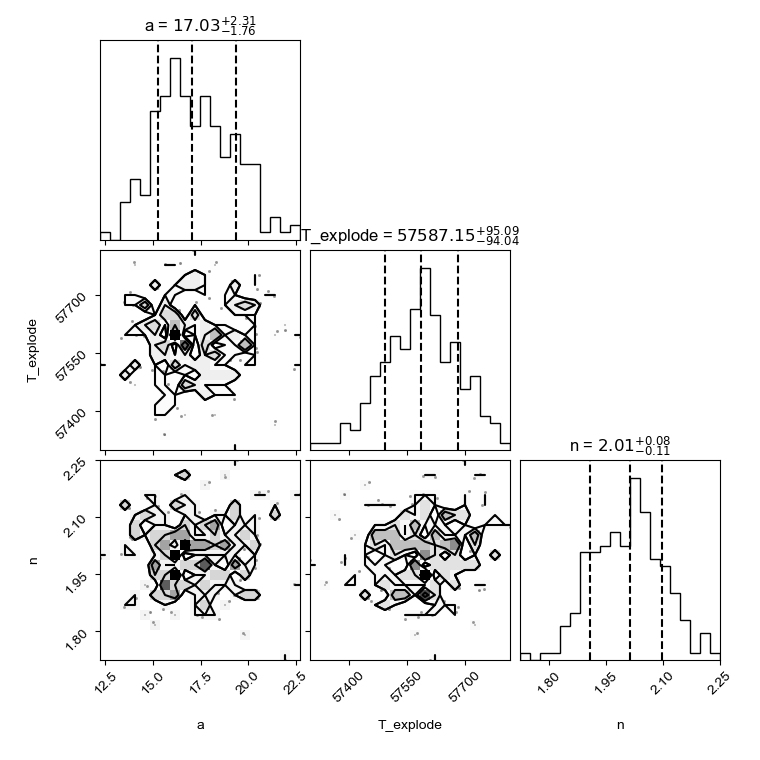 a = 17.03+2.31−1.76
T_explode = 57587.15+95.09−94.04
57700
57550
57400
T_explode
n = 2.01+0.08−0.11
2.25
2.10
1.95
1.80
n
12.5 15.0 17.5 20.0 22.5 57400 57550 57700 1.80 1.95 2.10 2.25
a T_explode n